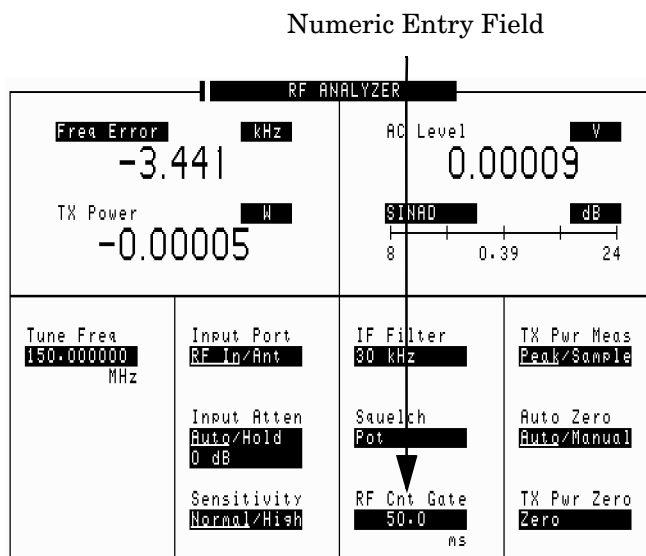 Numeric Entry Field
RF ANALYZER
Freq Error kHz
-3.441
TX Power W
-0.00005
AC Level V
0.00009
SINAD dB
8 0.39 24
Tune Freq
150.000000
MHz
Input Port
RF In/Ant
Input Atten
Auto/Hold
0 dB
Sensitivity
Normal/High
IF Filter
30 kHz
Squelch
Pot
RF Cnt Gate
50.0
ms
TX Pwr Meas
Peak/Sample
Auto Zero
Auto/Manual
TX Pwr Zero
Zero